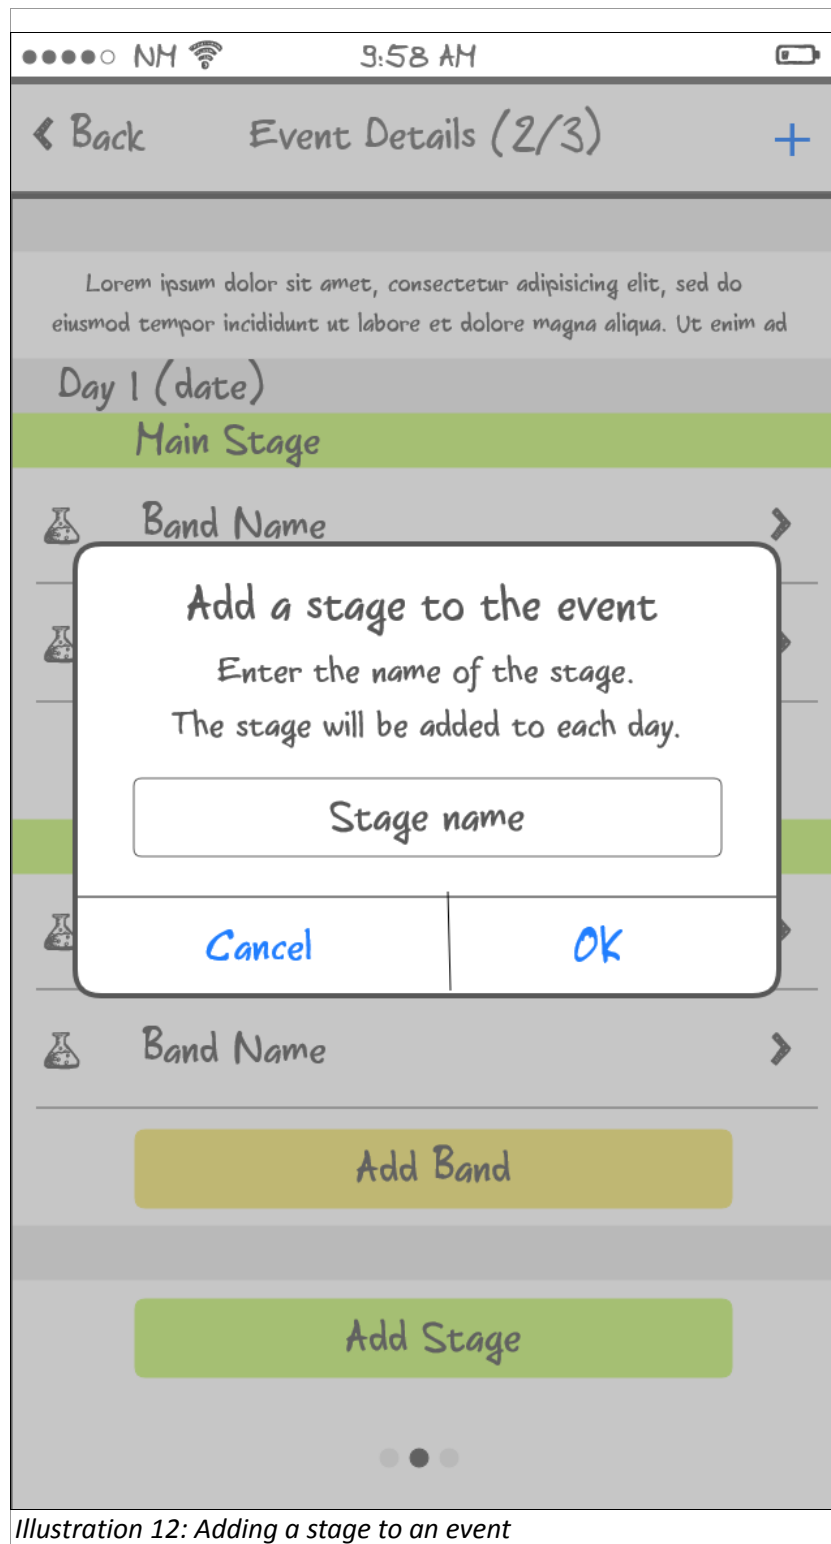 NM 9:58 AM
Back Event Details (2/3) +
Lorem ipsum dolor sit amet, consectetur adipisicing elit, sed do
eiusmod tempor incididunt ut labore et dolore magna aliqua. Ut enim ad
Day 1 (date)
Main Stage
Band Name
Add a stage to the event
Enter the name of the stage.
The stage will be added to each day.
Stage name
Cancel OK
Band Name
Add Band
Add Stage
Illustration 12: Adding a stage to an event